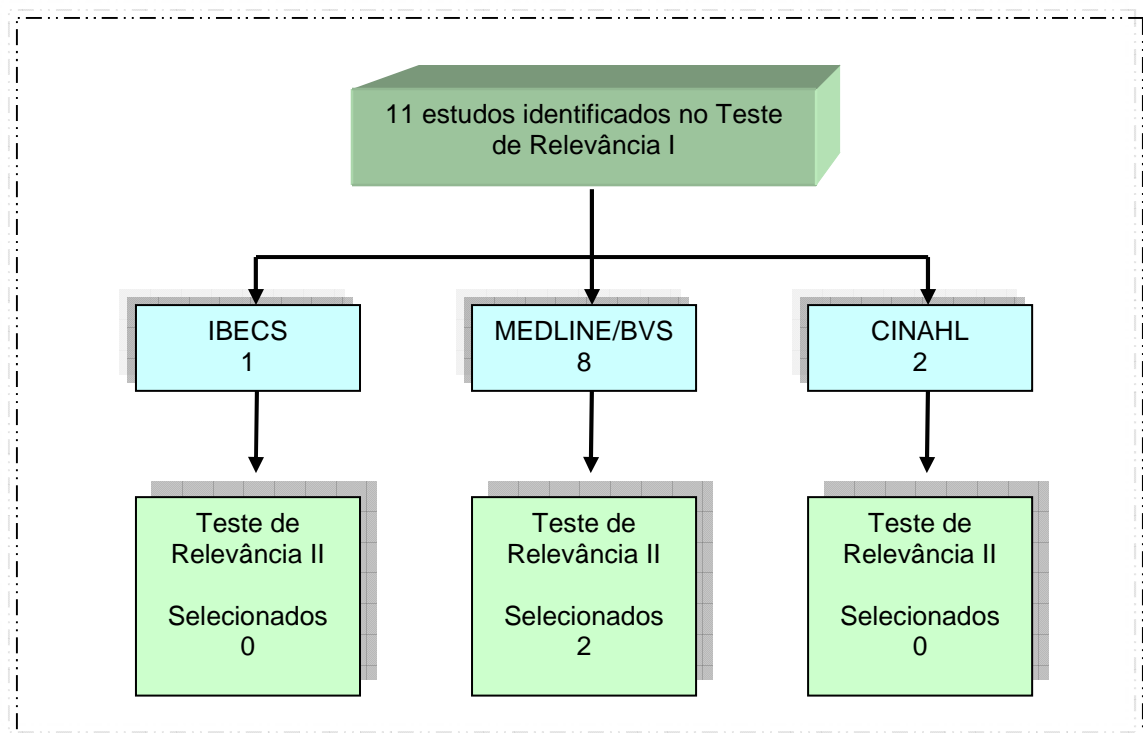 11 estudos identificados no Teste
de Relevância I
IBECS
1
MEDLINE/BVS
8
CINAHL
2
Teste de
Relevância II
Selecionados
0
Teste de
Relevância II
Selecionados
2
Teste de
Relevância II
Selecionados
0